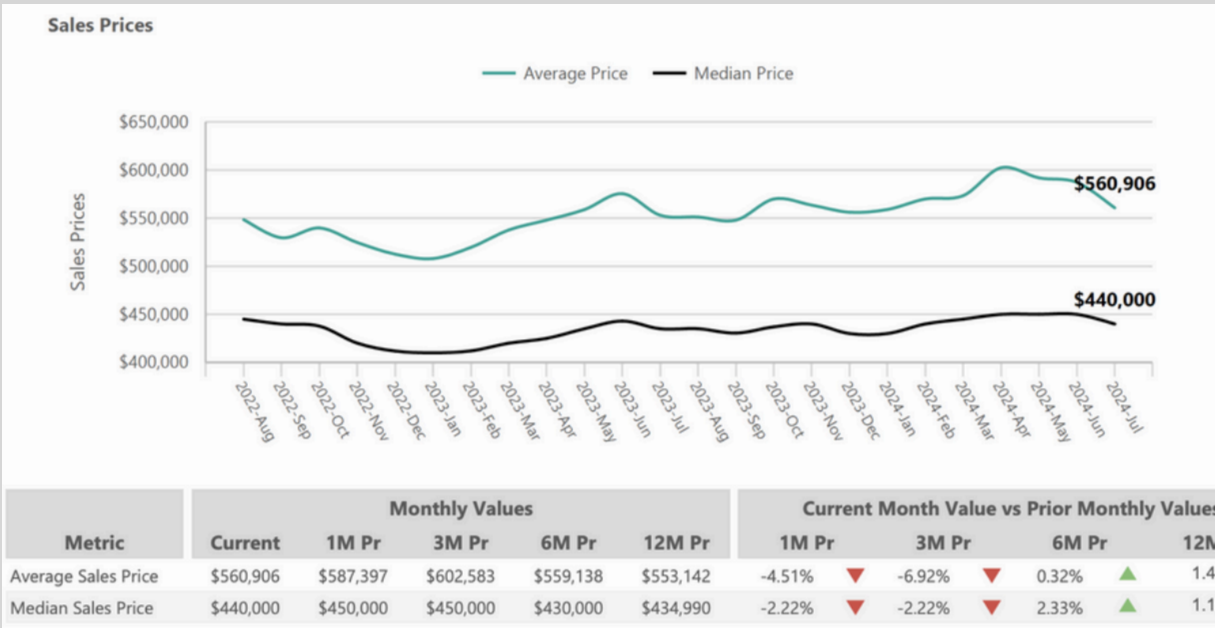 Sales Prices
Average Price Median Price
$650,000
$600,000
$550,000
$500,000
$450,000
$400,000
Sales Prices
$560,906
$440,000
2022-Aug
2022-Sep
2022-Oct
2022-Nov
2022-Dec
2023-Jan
2023-Feb
2023-Mar
2023-Apr
2023-May
2023-Jun
2023-Jul
2023-Aug
2023-Sep
2023-Oct
2023-Nov
2023-Dec
2024-Jan
2024-Feb
2024-Mar
2024-Apr
2024-May
2024-Jun
2024-Jul
Monthly Values Current Month Value vs Prior Monthly Values
Metric Current 1M Pr 3M Pr 6M Pr 12M Pr 1M Pr 3M Pr 6M Pr 12M
Average Sales Price $560,906 $587,397 $602,583 $559,138 $553,142 -4.51% -6.92% 0.32% 1.4
Median Sales Price $440,000 $450,000 $450,000 $430,000 $434,990 -2.22% -2.22% 2.33% 1.1